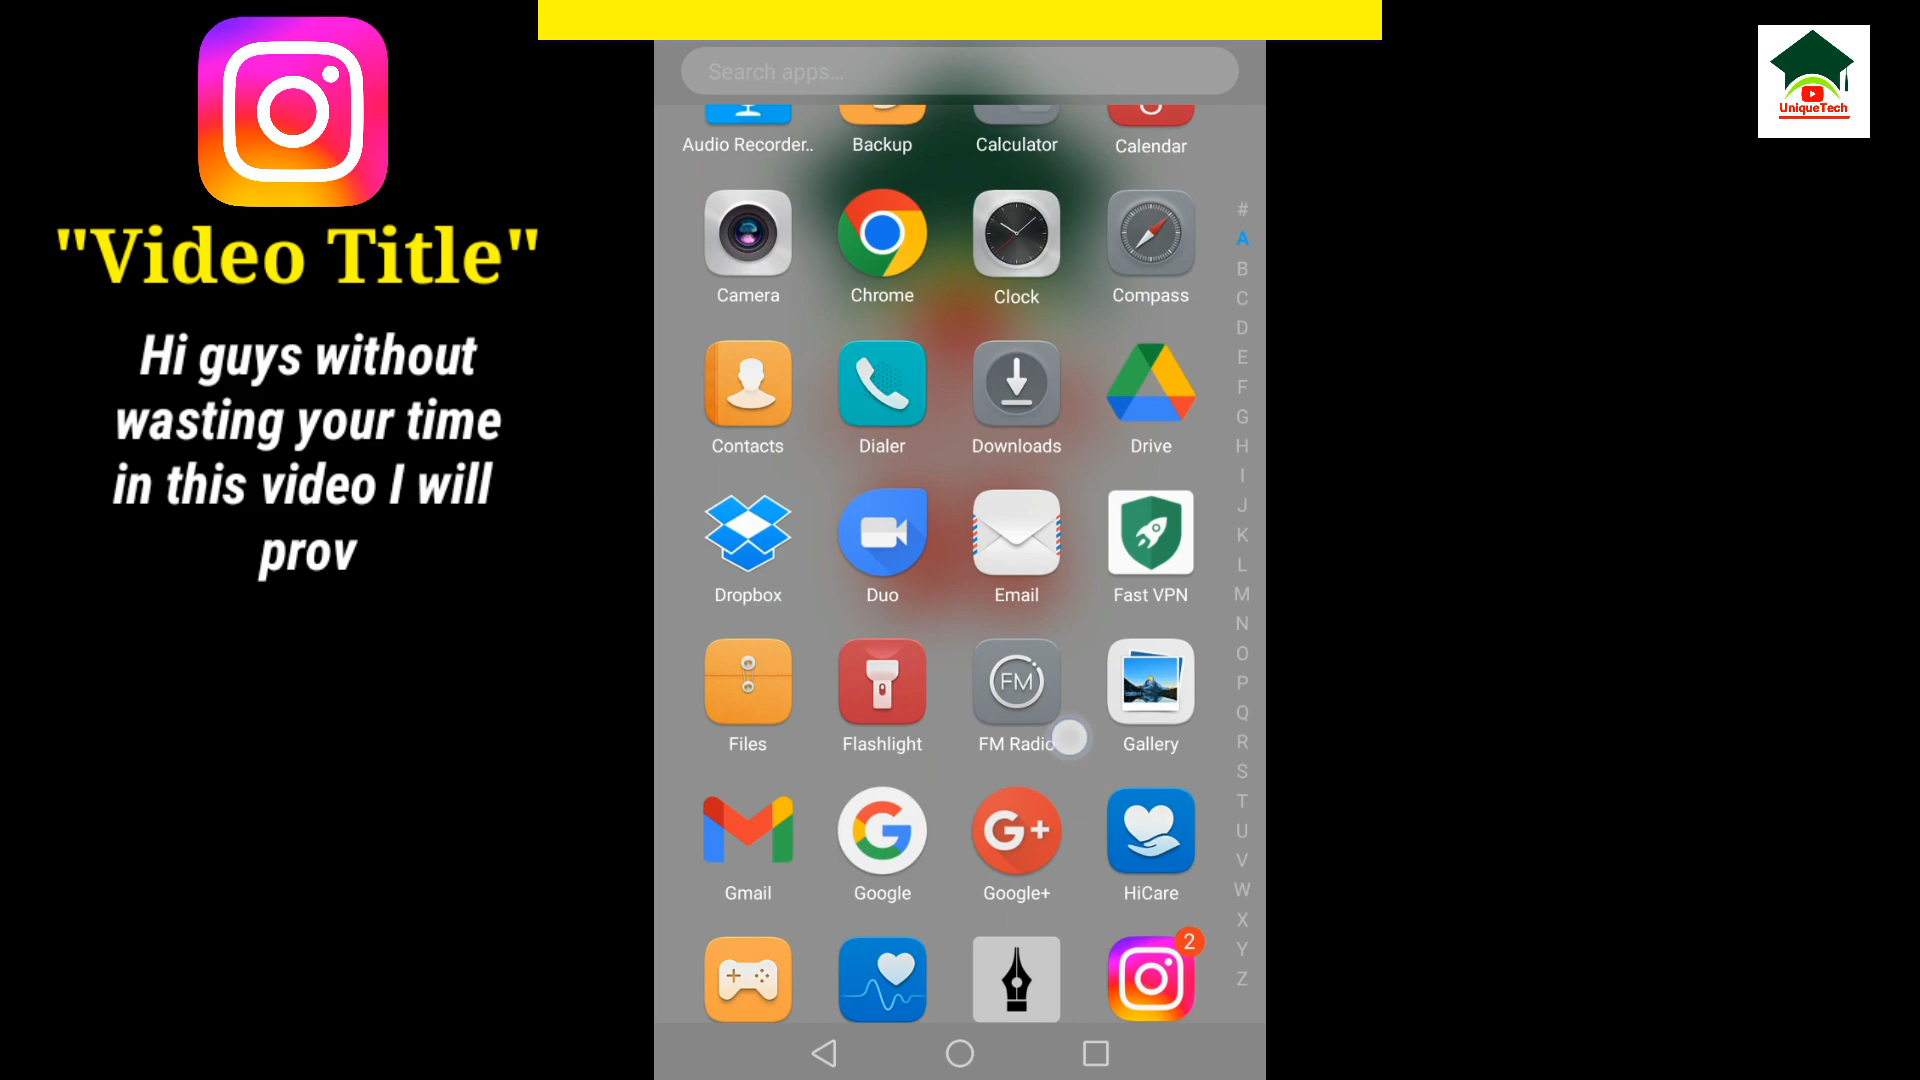 "Video Title"
Hi guys without
wasting your time
in this video I will
prov
Search apps...
Audio Recorder..
Backup
Calculator
Calendar
Camera
Chrome
Clock
Compass
Contacts
Dialer
Downloads
Drive
Dropbox
Duo
Email
Fast VPN
Files
Flashlight
FM
FM Radio
Gallery
Gmail
Google
G+
Google+
HiCare
2
#
A
B
C
D
E
F
G
H
I
J
K
L
M
N
O
P
Q
R
S
T
U
V
W
X
Y
Z
UniqueTech